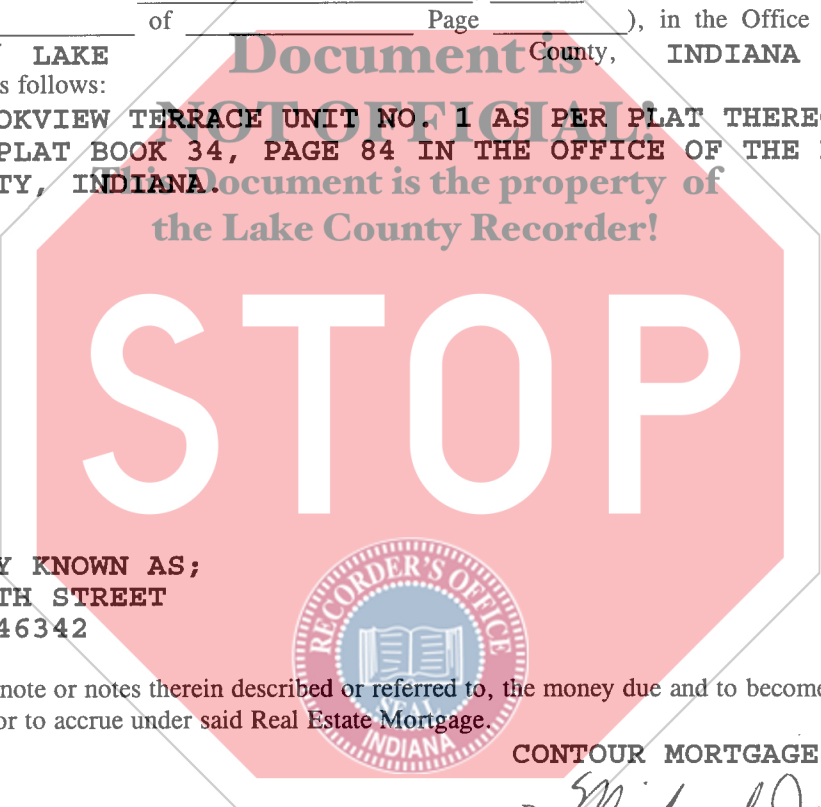 of Page ), in the Office
LAKE County, INDIANA
s follows:
OKVIEW TERRACE UNIT NO. 1 AS PER PLAT THERE
PLAT BOOK 34, PAGE 84 IN THE OFFICE OF THE
TY, INDIANA.
Document is
NOT OFFICIAL!
This Document is the property of
the Lake County Recorder!
STOP
Y KNOWN AS;
TH STREET
46342
RECORDER'S OFFICE
SEAL
INDIANA
note or notes therein described or referred to, the money due and to become
or to accrue under said Real Estate Mortgage.
CONTOUR MORTGAGE